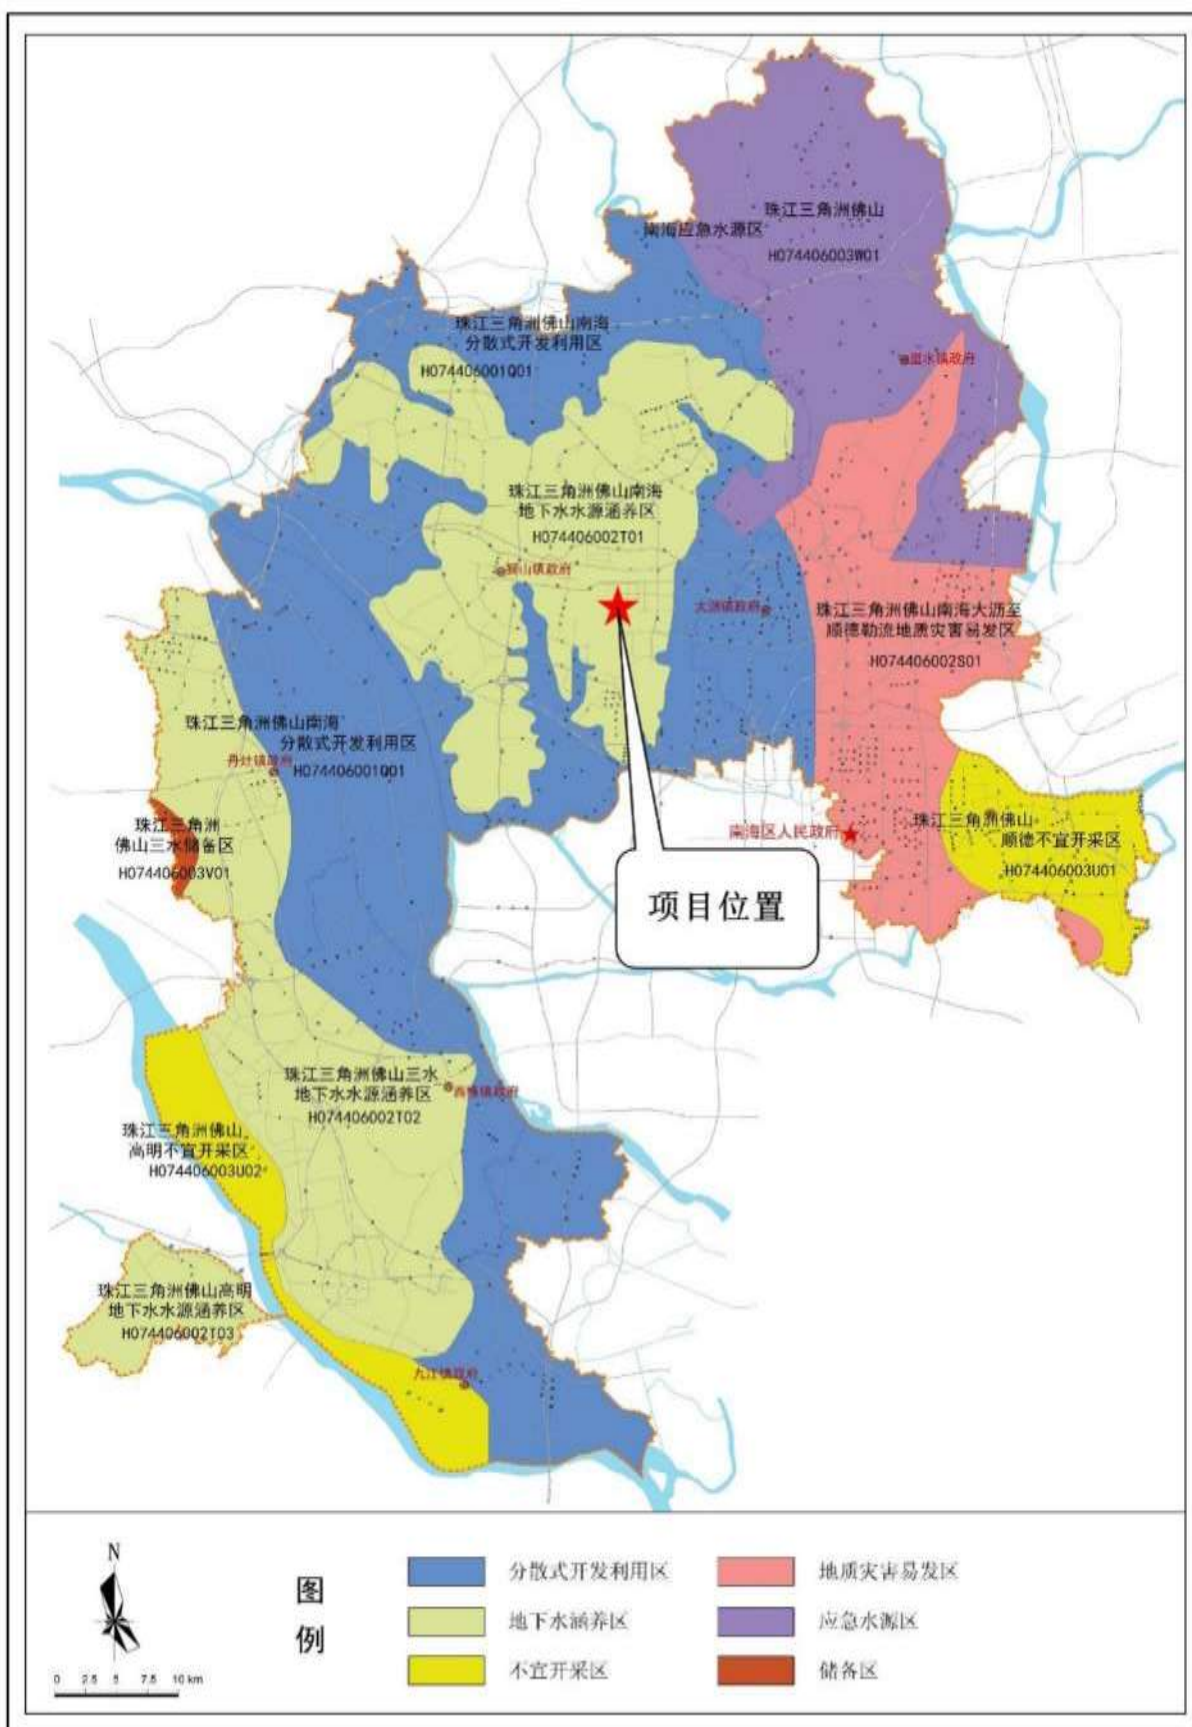 珠江三角洲佛山
南海应急水源区
H074406003W01
珠江三角洲佛山南海
分散式开发利用区
H074406001Q01
里水镇政府
珠江三角洲佛山南海
地下水水源涵养区
H074406002T01
狮山镇政府
大沥镇政府
珠江三角洲佛山南海大沥至
顺德勒流地质灾害易发区
H074406002S01
珠江三角洲佛山南海
分散式开发利用区
丹灶镇政府
H074406001Q01
珠江三角洲
佛山三水储备区
H074406003V01
南海区人民政府
珠江三角洲佛山
顺德不宜开采区
H074406003U01
项目位置
珠江三角洲佛山三水
地下水水源涵养区
西樵镇政府
H074406002T02
珠江三角洲佛山
高明不宜开采区
H074406003U02
珠江三角洲佛山高明
地下水水源涵养区
H074406002T03
九江镇政府
N
0 2.5 5 7.5 10 km
图
例
分散式开发利用区
地质灾害易发区
地下水涵养区
应急水源区
不宜开采区
储备区